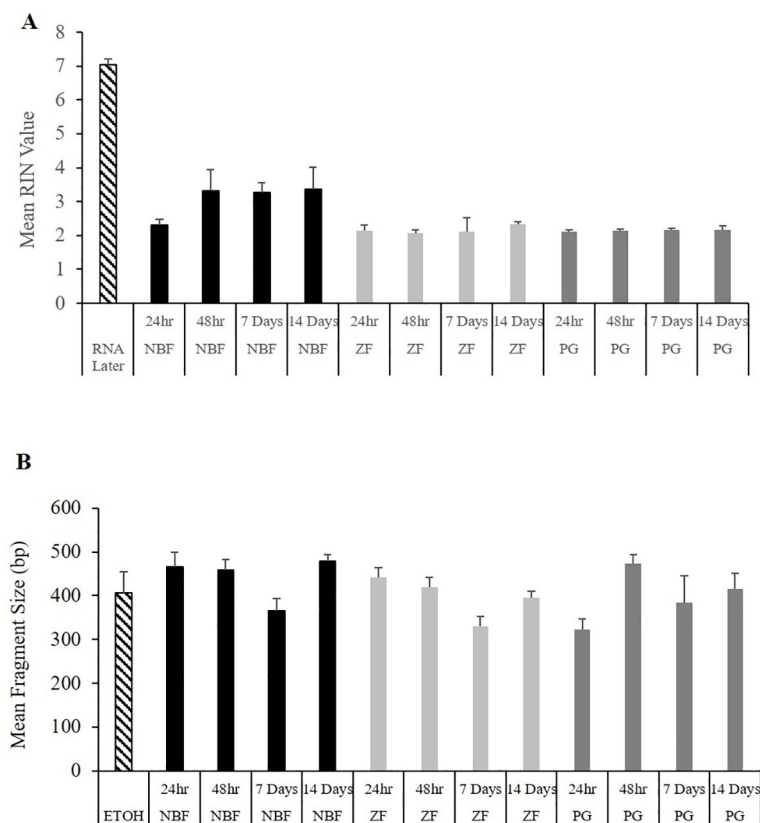 A
Mean RIN Value
8
7
6
5
4
3
2
1
0
24hr 48hr 7 Days 14 Days 24hr 48hr 7 Days 14 Days 24hr 48hr 7 Days 14 Days
RNA Later NBF NBF NBF NBF ZF ZF ZF ZF PG PG PG PG
B
Mean Fragment Size (bp)
600
500
400
300
200
100
0
24hr 48hr 7 Days 14 Days 24hr 48hr 7 Days 14 Days 24hr 48hr 7 Days 14 Days
ETOH NBF NBF NBF NBF ZF ZF ZF ZF PG PG PG PG